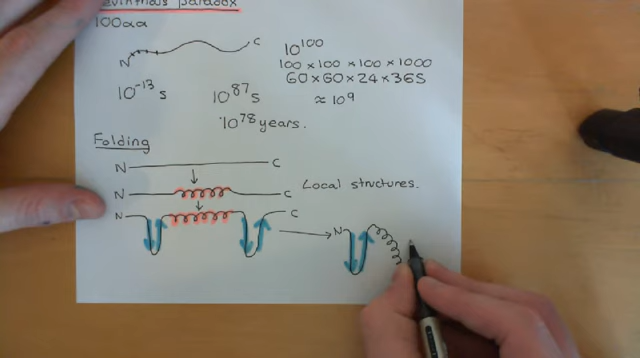 paradox
100aa
C
10^100
N
100 × 100 × 100 × 1000
60×60×24×365
10^-13 s
10^87 s
≈ 10^9
10^78 years.
Folding
N C
N C Local structures.
N C
N